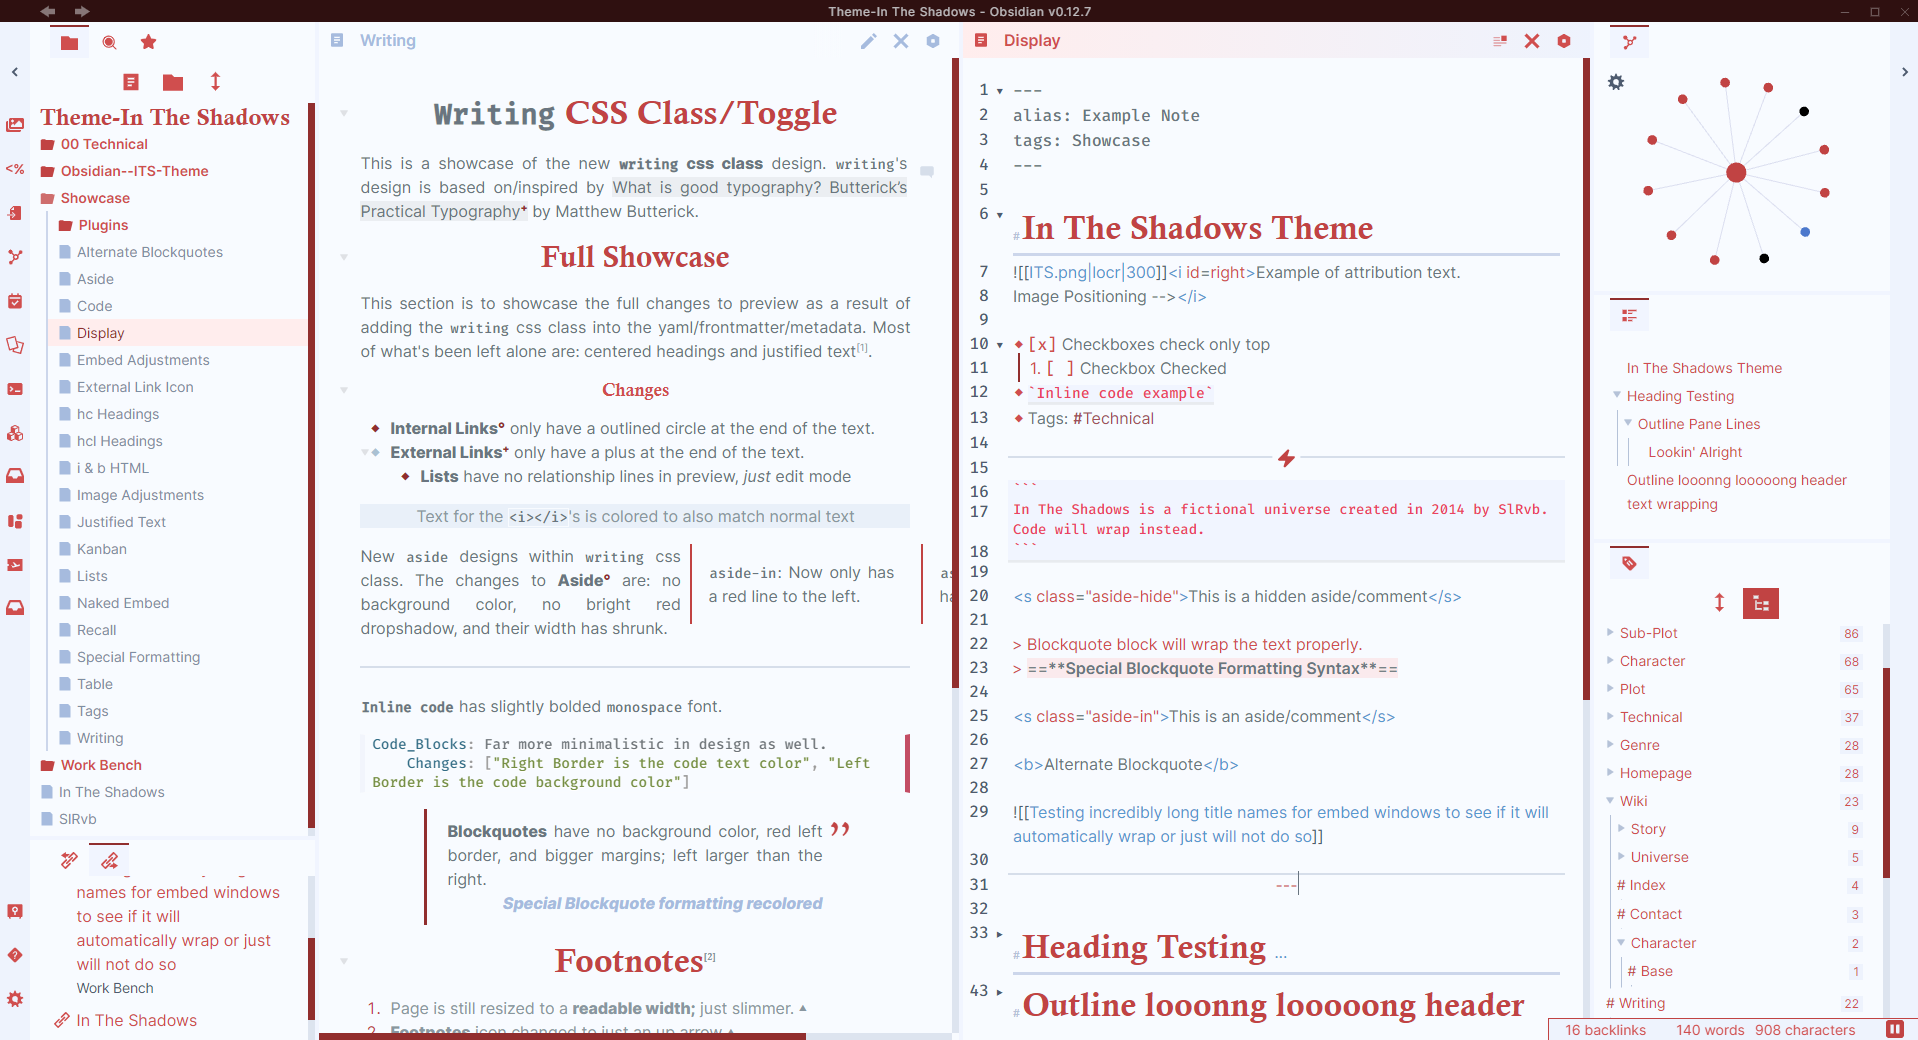 Theme-In The Shadows - Obsidian v0.12.7
Theme-In The Shadows
00 Technical
Obsidian--ITS-Theme
Showcase
Plugins
Alternate Blockquotes
Aside
Code
Display
Embed Adjustments
External Link Icon
hc Headings
hcl Headings
i & b HTML
Image Adjustments
Justified Text
Kanban
Lists
Naked Embed
Recall
Special Formatting
Table
Tags
Writing
Work Bench
In The Shadows
SlRvb
names for embed windows
to see if it will
automatically wrap or just
will not do so
Work Bench
In The Shadows
<%
Writing
Writing CSS Class/Toggle
This is a showcase of the new writing css class design. writing's
design is based on/inspired by What is good typography? Butterick's
Practical Typography+ by Matthew Butterick.
Full Showcase
This section is to showcase the full changes to preview as a result of
adding the writing css class into the yaml/frontmatter/metadata. Most
of what's been left alone are: centered headings and justified text[1].
Changes
Internal Links° only have a outlined circle at the end of the text.
External Links+ only have a plus at the end of the text.
Lists have no relationship lines in preview, just edit mode
Text for the <i></i>'s is colored to also match normal text
New aside designs within writing css
class. The changes to Aside° are: no
background color, no bright red
dropshadow, and their width has shrunk.
aside-in: Now only has
a red line to the left.
as
ha
Inline code has slightly bolded monospace font.
Code_Blocks: Far more minimalistic in design as well.
Changes: ["Right Border is the code text color", "Left
Border is the code background color"]
Blockquotes have no background color, red left ”
border, and bigger margins; left larger than the
right.
Special Blockquote formatting recolored
Footnotes[2]
1. Page is still resized to a readable width; just slimmer.
2. Footnotes icon changed to just an up arrow
Display
1 ---
2 alias: Example Note
3 tags: Showcase
4 ---
5
6 #In The Shadows Theme
7 ![[ITS.png|locr|300]]<i id=right>Example of attribution text.
8 Image Positioning --></i>
9
10 [x] Checkboxes check only top
11 1. [ ] Checkbox Checked
12 `Inline code example`
13 Tags: #Technical
14
15
16 ```
17 In The Shadows is a fictional universe created in 2014 by SlRvb.
Code will wrap instead.
18 ```
19
20 <s class="aside-hide">This is a hidden aside/comment</s>
21
22 > Blockquote block will wrap the text properly.
23 > ==**Special Blockquote Formatting Syntax**==
24
25 <s class="aside-in">This is an aside/comment</s>
26
27 <b>Alternate Blockquote</b>
28
29 ![[Testing incredibly long title names for embed windows to see if it will
automatically wrap or just will not do so]]
30
31 ---
32
33 #Heading Testing ...
43 #Outline looonng looooong header
In The Shadows Theme
Heading Testing
Outline Pane Lines
Lookin' Alright
Outline looonng looooong header
text wrapping
Sub-Plot 86
Character 68
Plot 65
Technical 37
Genre 28
Homepage 28
Wiki 23
Story 9
Universe 5
# Index 4
# Contact 3
Character 2
# Base 1
# Writing 22
16 backlinks 140 words 908 characters